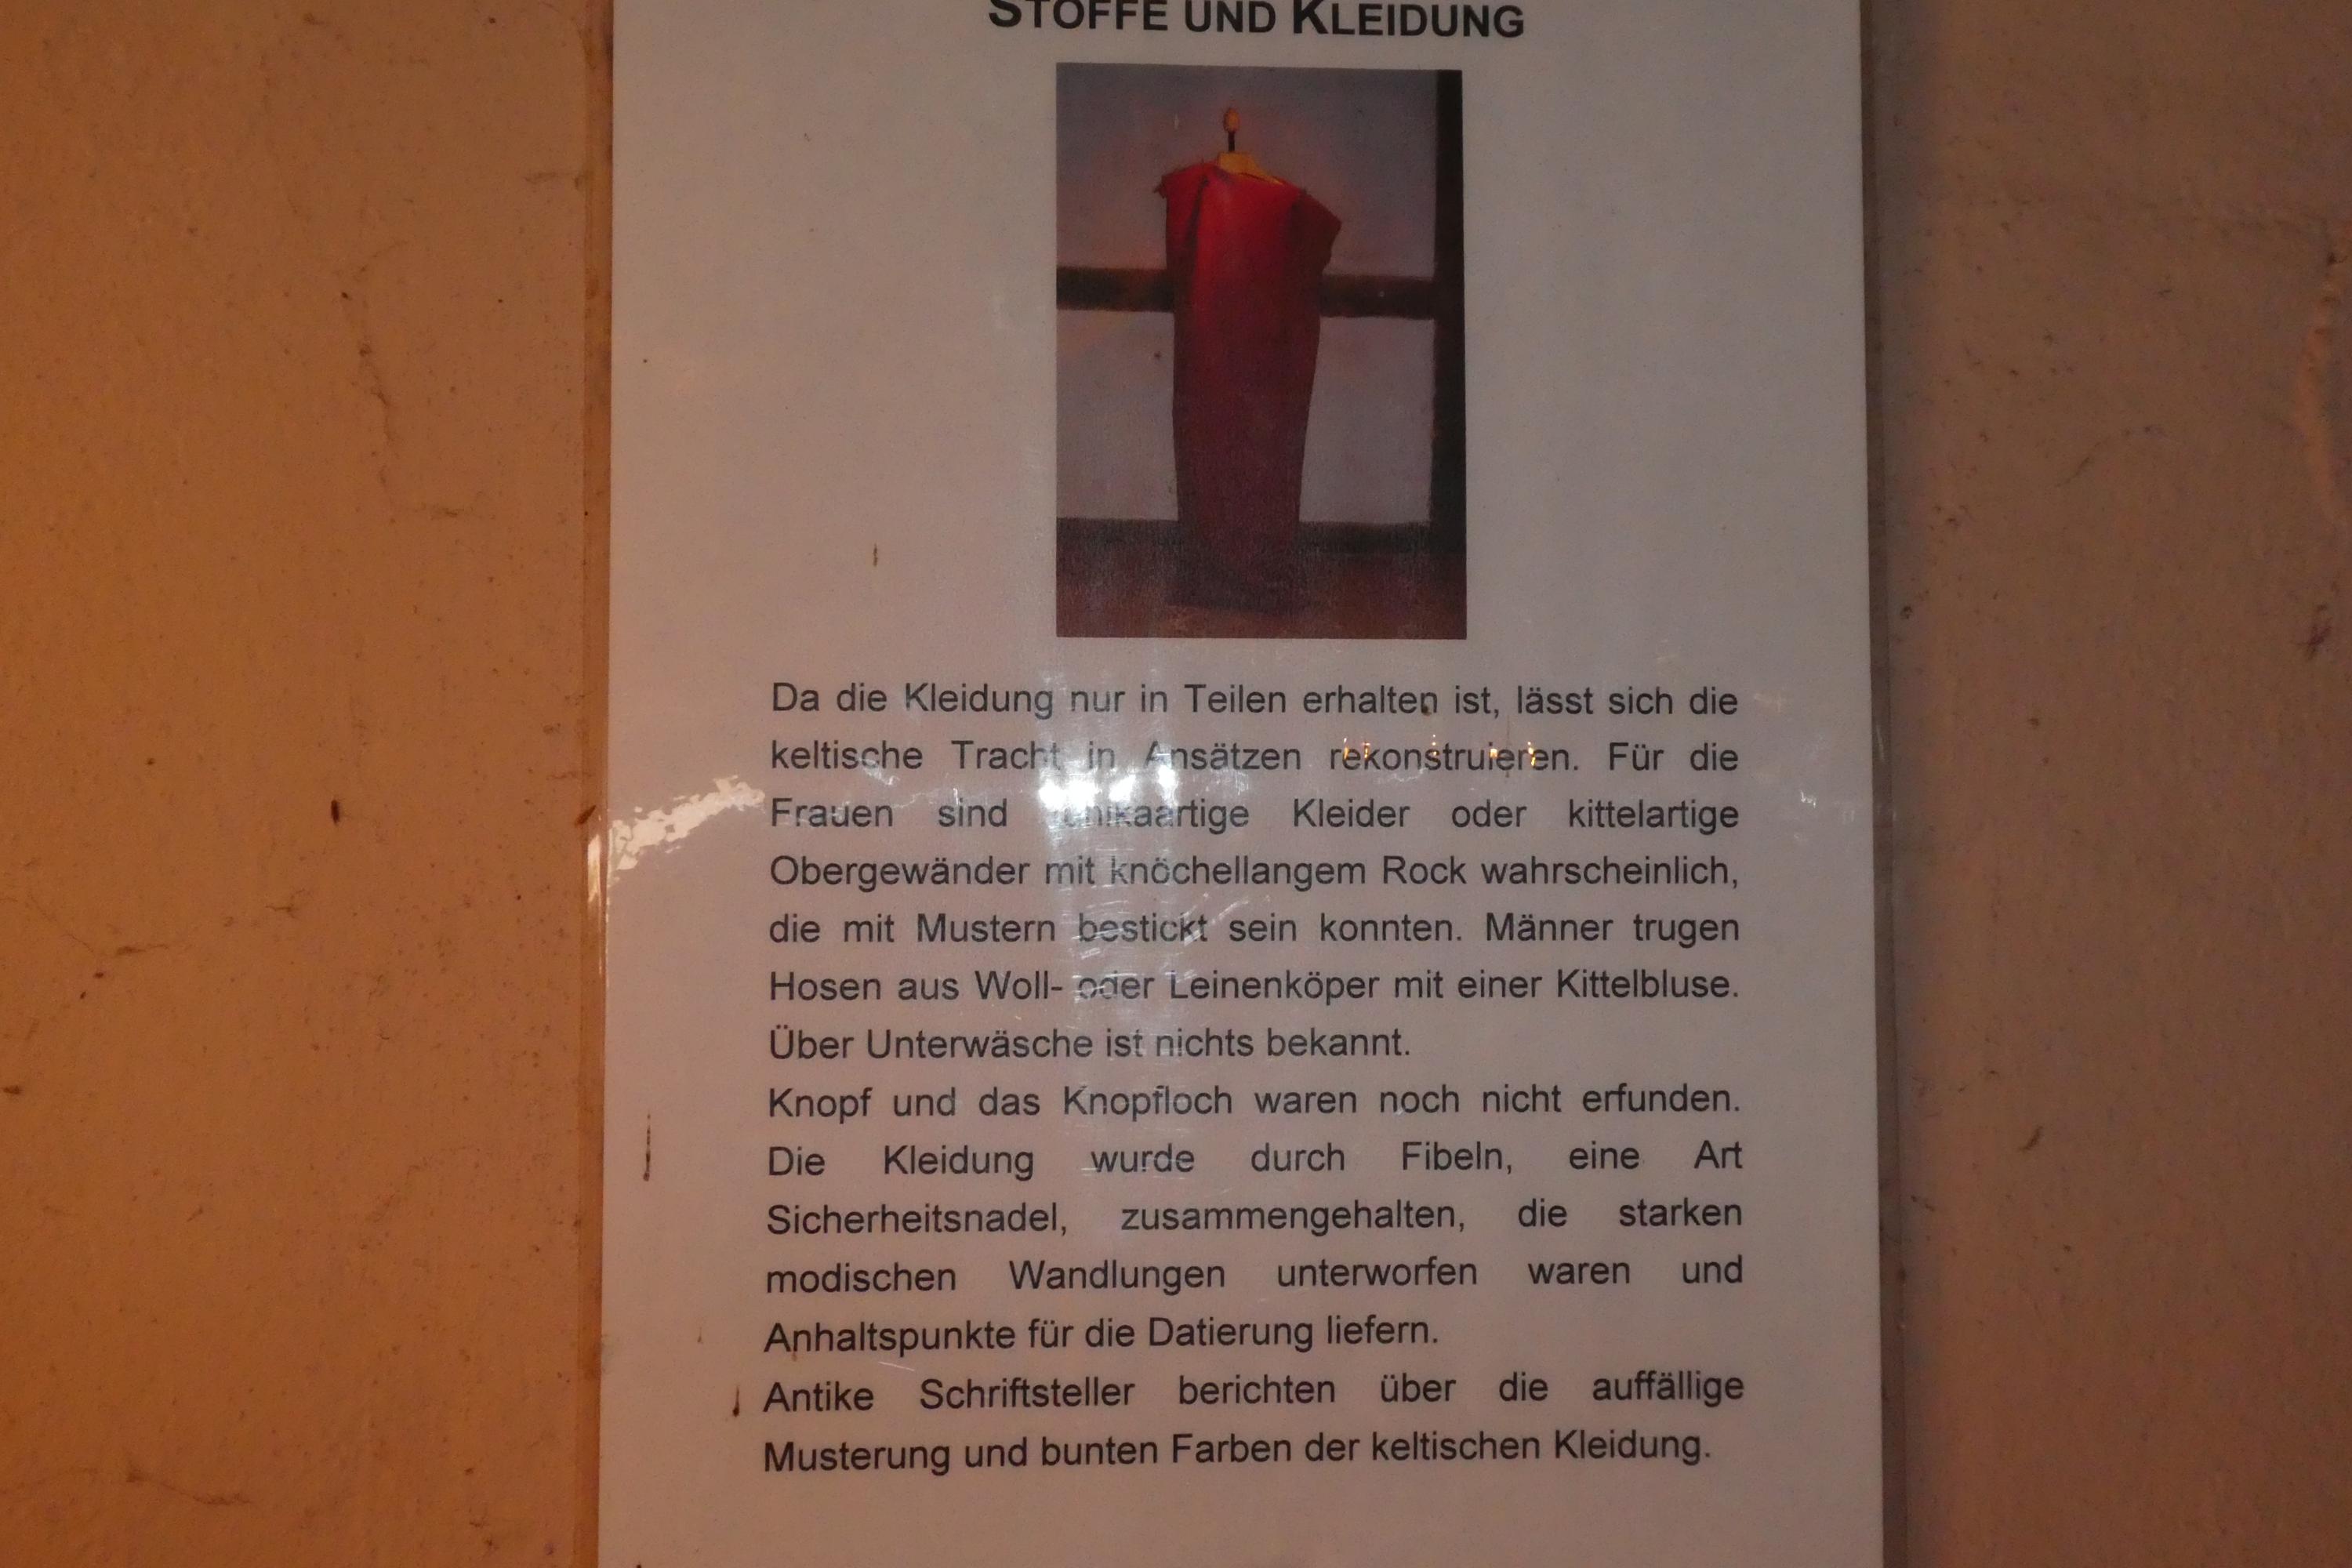 STOFFE UND KLEIDUNG
Da die Kleidung nur in Teilen erhalten ist, lässt sich die
keltische Tracht in Ansätzen rekonstruieren. Für die
Frauen sind tunikaartige Kleider oder kittelartige
Obergewänder mit knöchellangem Rock wahrscheinlich,
die mit Mustern bestickt sein konnten. Männer trugen
Hosen aus Woll- oder Leinenköper mit einer Kittelbluse.
Über Unterwäsche ist nichts bekannt.
Knopf und das Knopfloch waren noch nicht erfunden.
Die Kleidung wurde durch Fibeln, eine Art
Sicherheitsnadel, zusammengehalten, die starken
modischen Wandlungen unterworfen waren und
Anhaltspunkte für die Datierung liefern.
Antike Schriftsteller berichten über die auffällige
Musterung und bunten Farben der keltischen Kleidung.